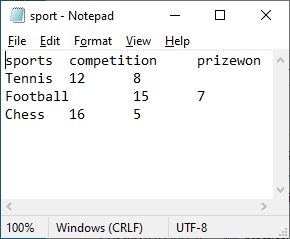 sport - Notepad
File Edit Format View Help
sports competition prizewon
Tennis 12 8
Football 15 7
Chess 16 5
100% Windows (CRLF) UTF-8